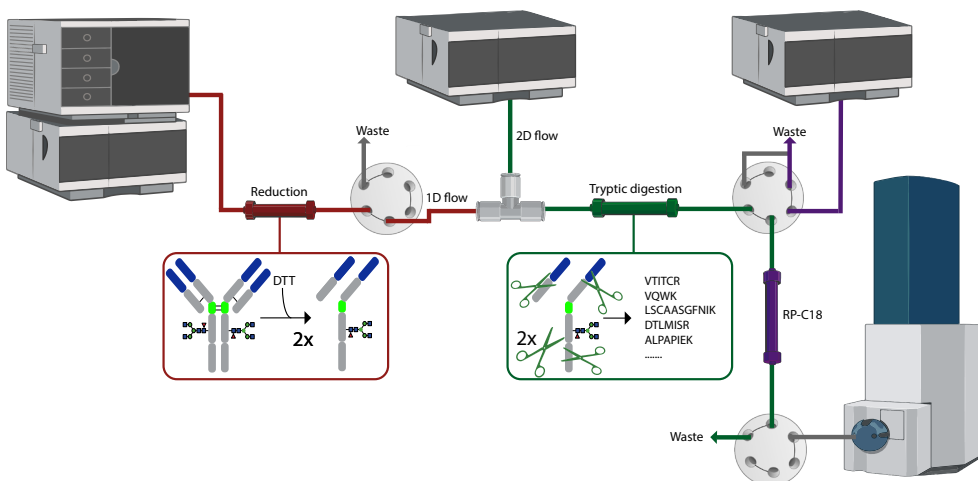 Waste
2D flow
Waste
Reduction
1D flow
Tryptic digestion
DTT
2x
2x
VTITCR
VQWK
LSCAASGFNIK
DTLMISR
ALPAPIEK
.......
RP-C18
Waste